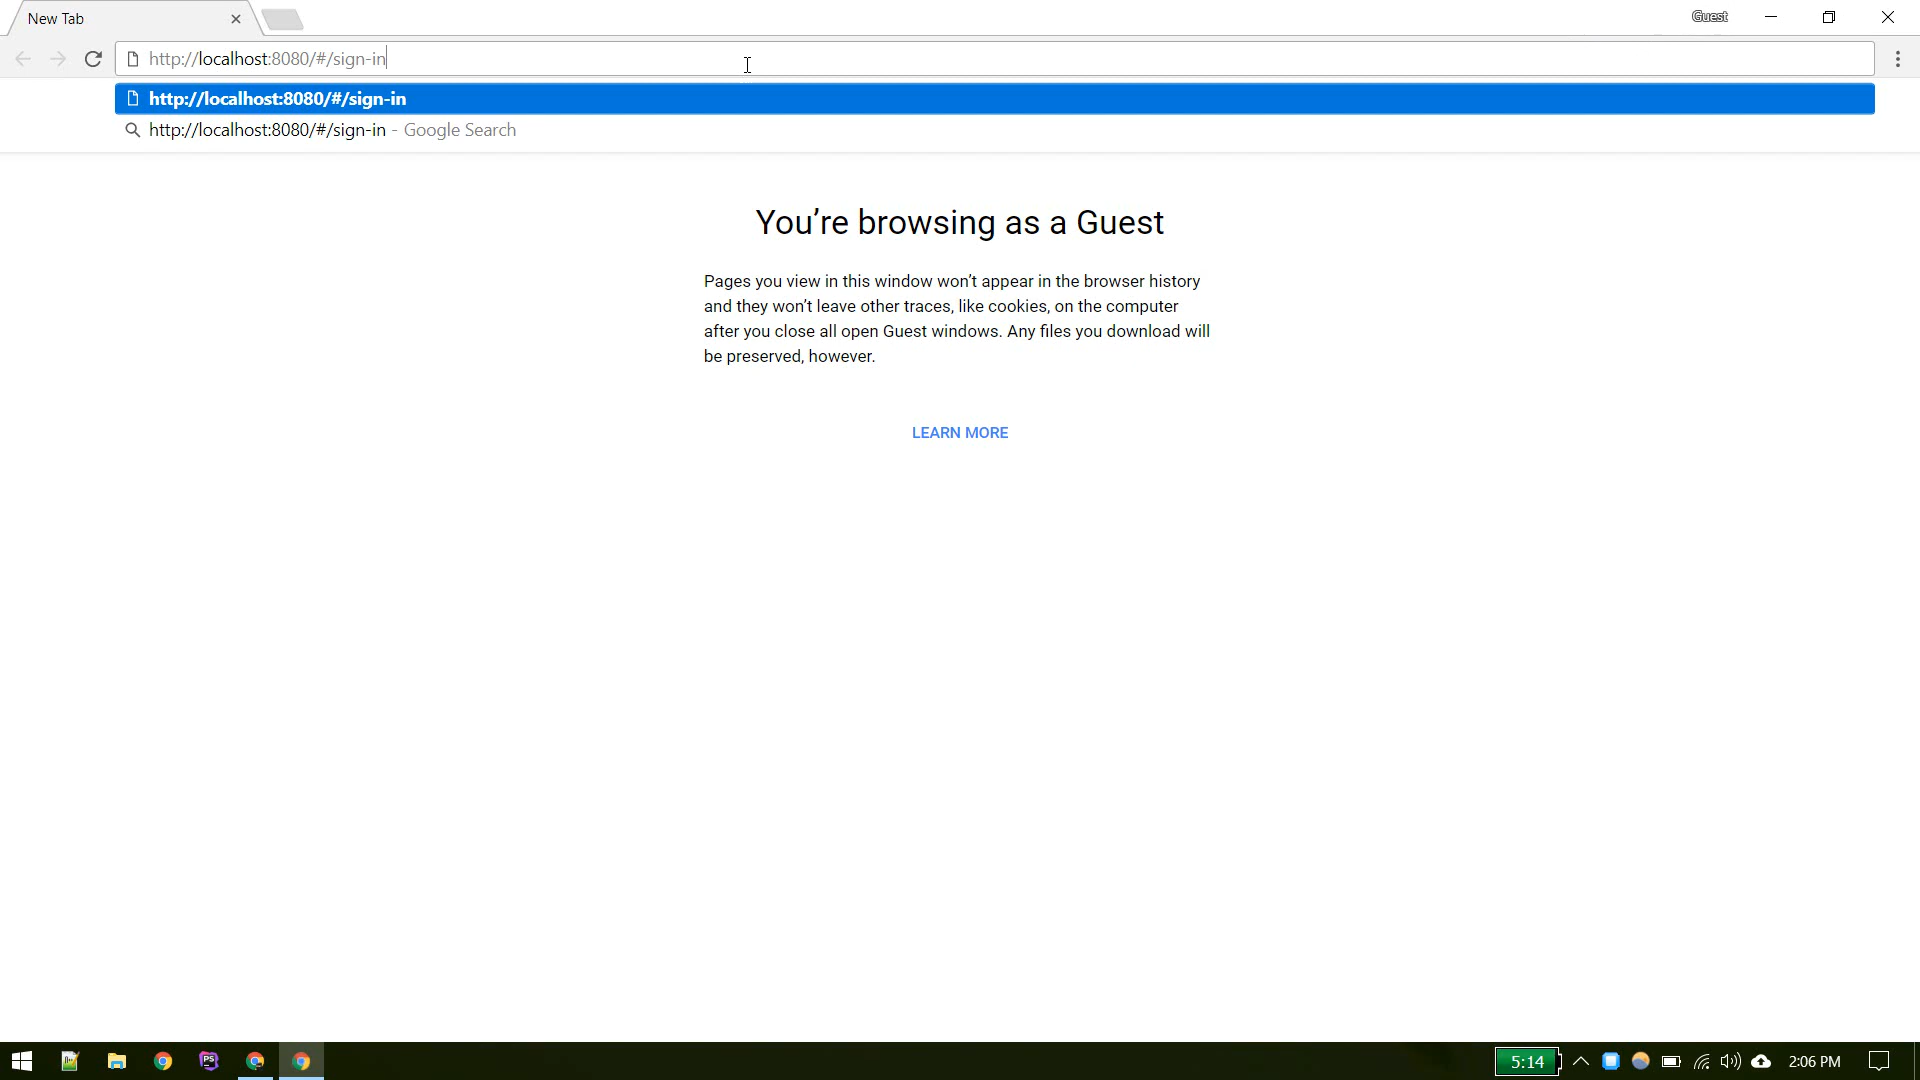 New Tab
Guest
http://localhost:8080/#/sign-in
http://localhost:8080/#/sign-in
http://localhost:8080/#/sign-in - Google Search
You’re browsing as a Guest
Pages you view in this window won’t appear in the browser history
and they won’t leave other traces, like cookies, on the computer
after you close all open Guest windows. Any files you download will
be preserved, however.
LEARN MORE
PS
5:14
2:06 PM